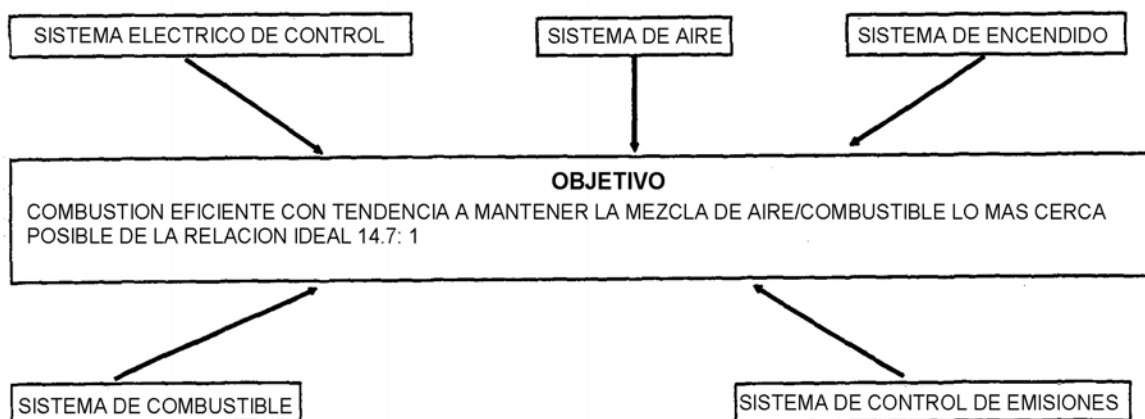 SISTEMA ELECTRICO DE CONTROL
SISTEMA DE AIRE
SISTEMA DE ENCENDIDO
OBJETIVO
COMBUSTION EFICIENTE CON TENDENCIA A MANTENER LA MEZCLA DE AIRE/COMBUSTIBLE LO MAS CERCA
POSIBLE DE LA RELACION IDEAL 14.7: 1
SISTEMA DE COMBUSTIBLE
SISTEMA DE CONTROL DE EMISIONES